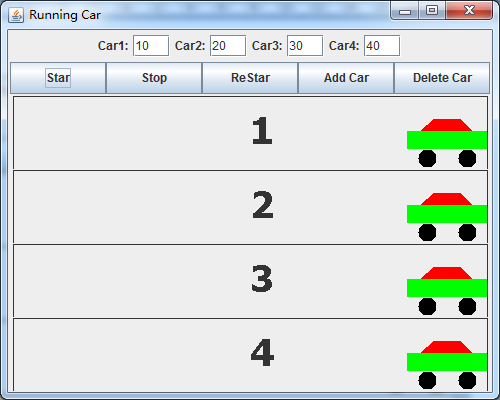 Running Car
Car1: 10 Car2: 20 Car3: 30 Car4: 40
Star Stop ReStar Add Car Delete Car
1
2
3
4